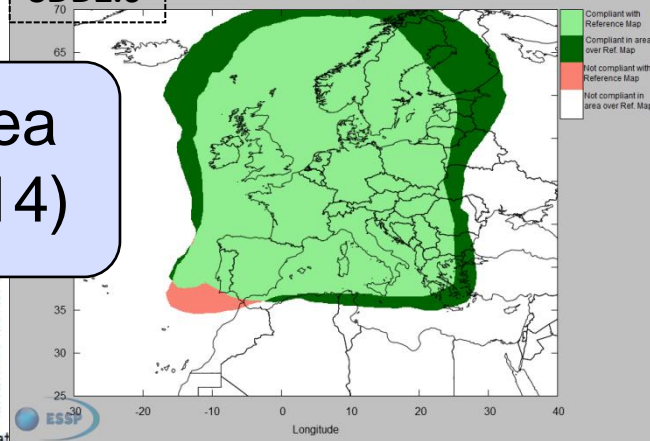 70
65
ea
14)
35
30
25
-30
-20
-10
0
10
20
30
40
Longitude
ESSP
Compliant with
Reference Map
Compliant in area
over Ref. Map
Not compliant with
Reference Map
Not compliant in
area over Ref. Map